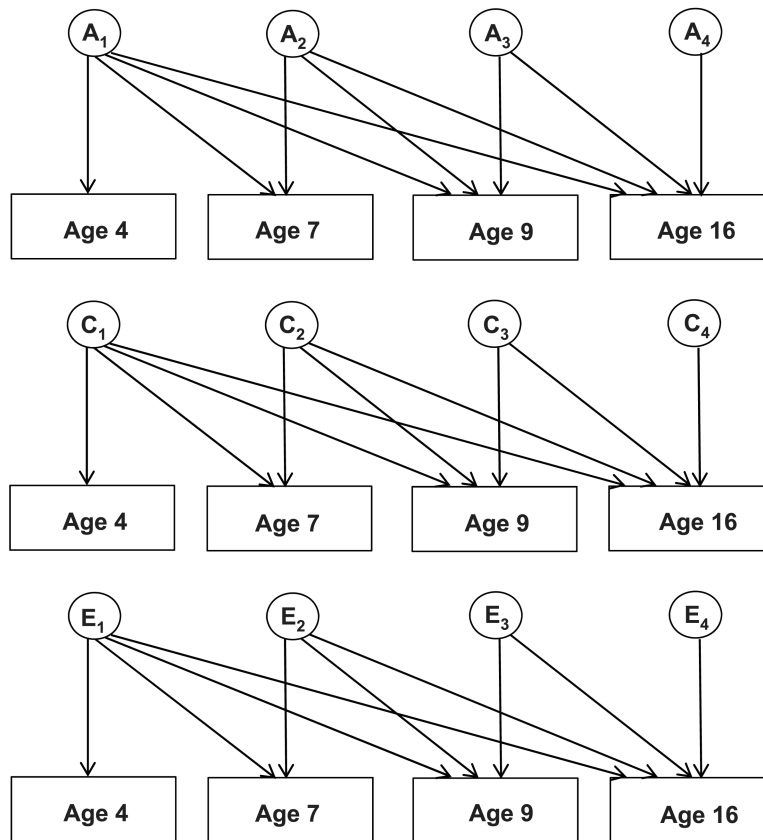 A1 A2 A3 A4
Age 4 Age 7 Age 9 Age 16
C1 C2 C3 C4
Age 4 Age 7 Age 9 Age 16
E1 E2 E3 E4
Age 4 Age 7 Age 9 Age 16